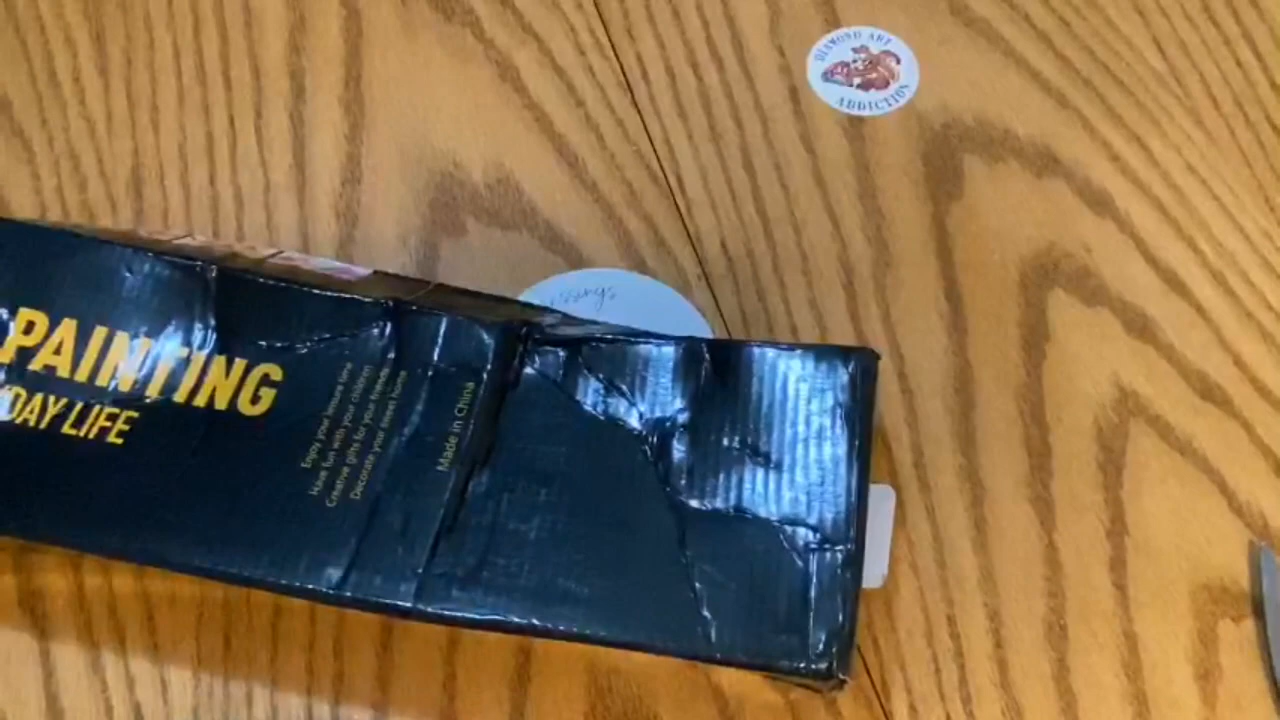 DIAMOND ART
ADDICTION
PAINTING
DAY LIFE
Enjoy your leisure time
Have fun with your children
Creative gifts for your friends
Decorate your sweet home
Made in China